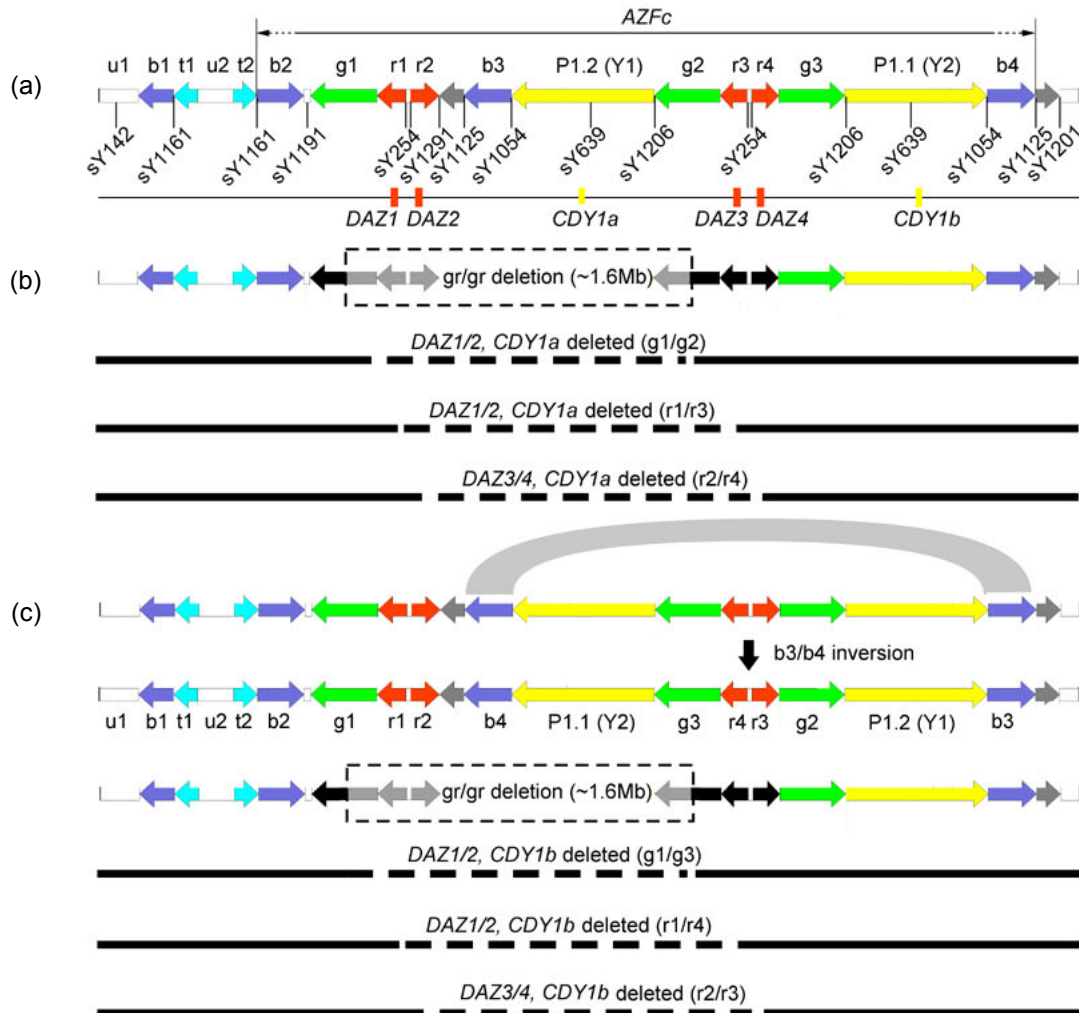 AZFc
(a)
u1 b1 t1 u2 t2 b2 g1 r1 r2 b3 P1.2 (Y1) g2 r3 r4 g3 P1.1 (Y2) b4
sY142 sY1161 sY1161 sY1191 sY254 sY1291 sY1125 sY1054 sY639 sY1206 sY254 sY1206 sY639 sY1054 sY1125 sY1201
DAZ1 DAZ2 CDY1a DAZ3 DAZ4 CDY1b
(b)
gr/gr deletion (~1.6Mb)
DAZ1/2, CDY1a deleted (g1/g2)
DAZ1/2, CDY1a deleted (r1/r3)
DAZ3/4, CDY1a deleted (r2/r4)
(c)
b3/b4 inversion
u1 b1 t1 u2 t2 b2 g1 r1 r2 b4 P1.1 (Y2) g3 r4 r3 g2 P1.2 (Y1) b3
gr/gr deletion (~1.6Mb)
DAZ1/2, CDY1b deleted (g1/g3)
DAZ1/2, CDY1b deleted (r1/r4)
DAZ3/4, CDY1b deleted (r2/r3)